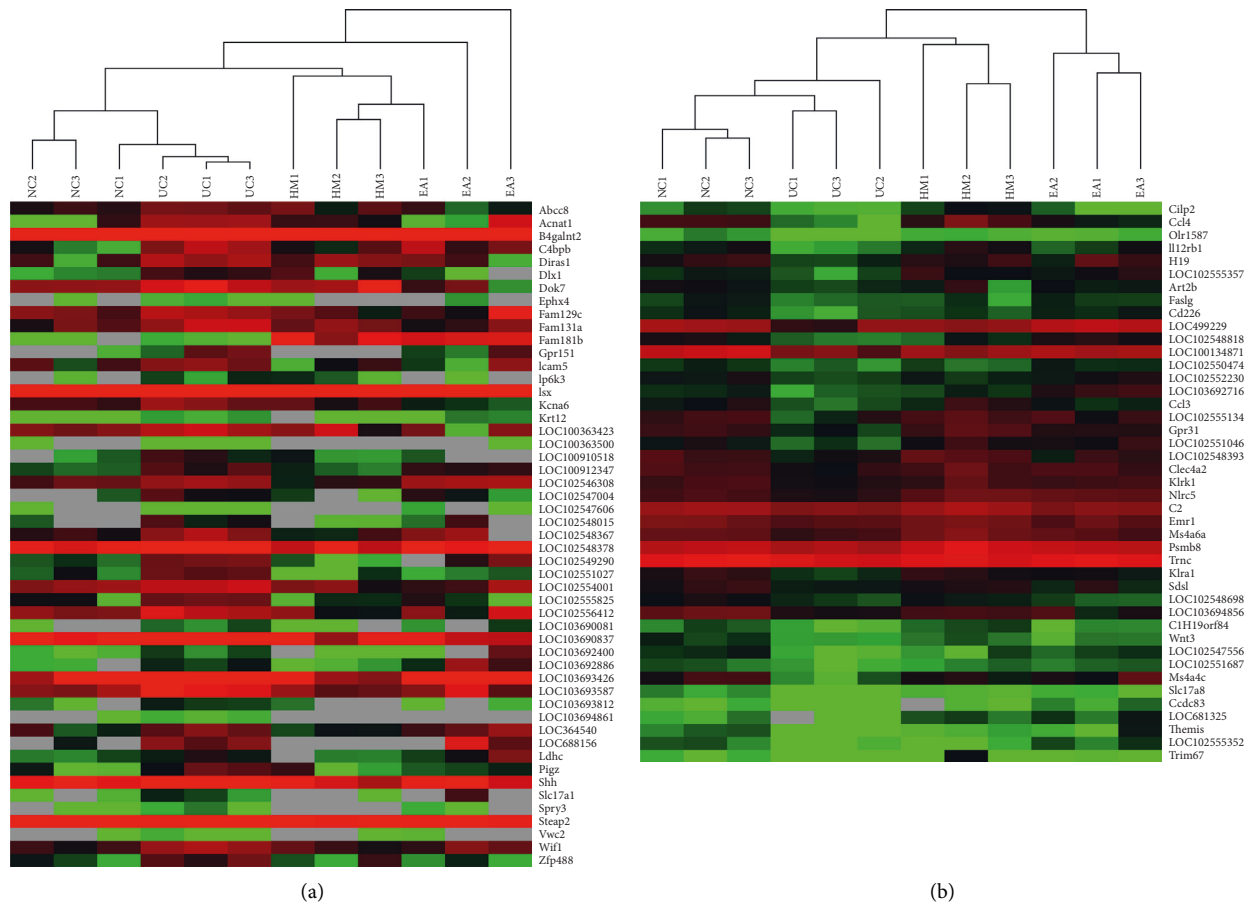 NC2 NC3 NC1 UC2 UC1 UC3 HM1 HM2 HM3 EA1 EA2 EA3
Abcc8
Acnat1
B4galnt2
C4bpb
Diras1
Dlx1
Dok7
Ephx4
Fam129c
Fam131a
Fam181b
Gpr151
lcam5
lp6k3
lsx
Kcna6
Krt12
LOC100363423
LOC100363500
LOC100910518
LOC100912347
LOC102546308
LOC102547004
LOC102547606
LOC102548015
LOC102548367
LOC102548378
LOC102549290
LOC102551027
LOC102554001
LOC102555825
LOC102556412
LOC103690081
LOC103690837
LOC103692400
LOC103692886
LOC103693426
LOC103693587
LOC103693812
LOC103694861
LOC364540
LOC688156
Ldhc
Pigz
Shh
Slc17a1
Spry3
Steap2
Vwc2
Wif1
Zfp488
(a)
NC1 NC2 NC3 UC1 UC3 UC2 HM1 HM2 HM3 EA2 EA1 EA3
Cilp2
Ccl4
Olr1587
ll12rb1
H19
LOC102555357
Art2b
Faslg
Cd226
LOC499229
LOC102548818
LOC100134871
LOC102550474
LOC102552230
LOC103692716
Ccl3
LOC102555134
Gpr31
LOC102551046
LOC102548393
Clec4a2
Klrk1
Nlrc5
C2
Emr1
Ms4a6a
Psmb8
Trnc
Klra1
Sdsl
LOC102548698
LOC103694856
C1H19orf84
Wnt3
LOC102547556
LOC102551687
Ms4a4c
Slc17a8
Ccdc83
LOC681325
Themis
LOC102555352
Trim67
(b)